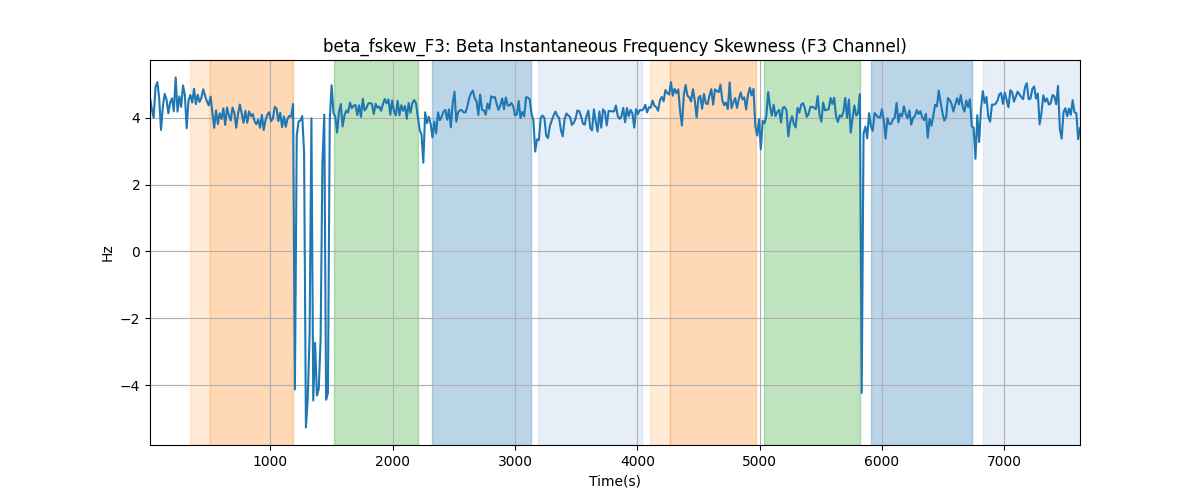 beta_fskew_F3: Beta Instantaneous Frequency Skewness (F3 Channel)
Hz
4
2
0
−2
−4
1000 2000 3000 4000 5000 6000 7000
Time(s)